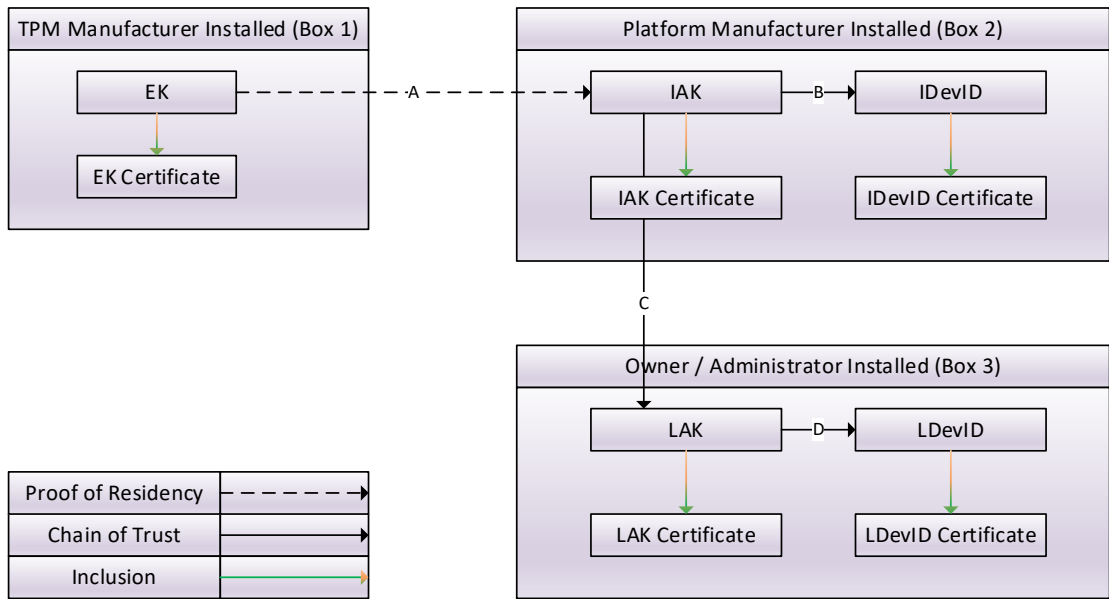 TPM Manufacturer Installed (Box 1)
EK
EK Certificate
A
Platform Manufacturer Installed (Box 2)
IAK
B
IDevID
IAK Certificate
IDevID Certificate
C
Owner / Administrator Installed (Box 3)
LAK
D
LDevID
LAK Certificate
LDevID Certificate
Proof of Residency
Chain of Trust
Inclusion